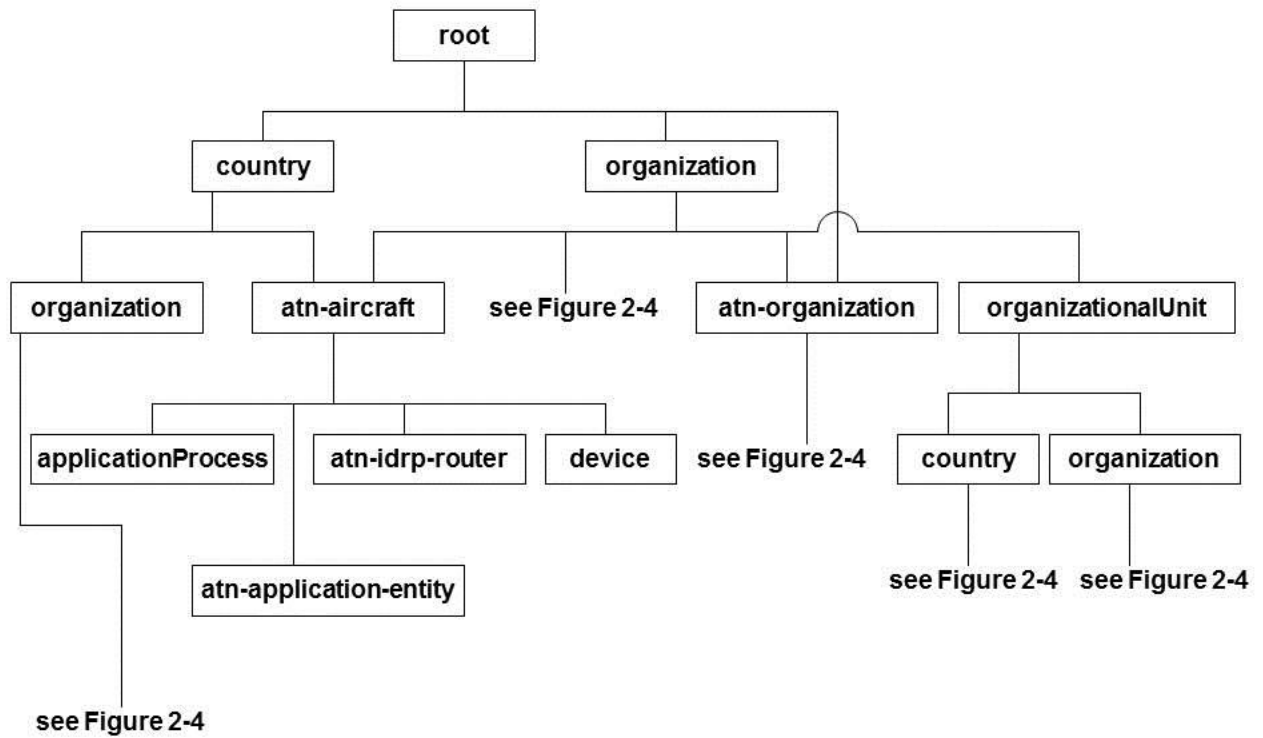 root
country
organization
organization
atn-aircraft
see Figure 2-4
atn-organization
organizationalUnit
applicationProcess
atn-idrp-router
device
see Figure 2-4
country
organization
atn-application-entity
see Figure 2-4
see Figure 2-4
see Figure 2-4